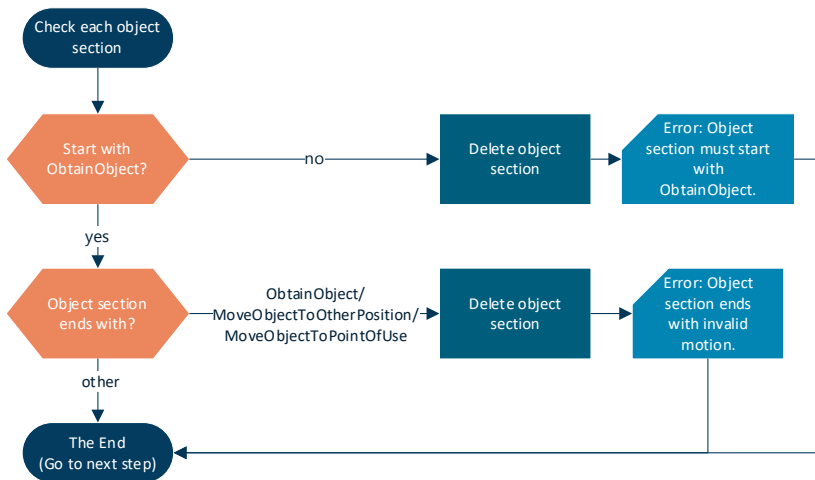 Check each object
section
Start with
ObtainObject?
no
Delete object
section
Error: Object
section must start
with
ObtainObject.
yes
Object section
ends with?
ObtainObject/
MoveObjectToOtherPosition/
MoveObjectToPointOfUse
Delete object
section
Error: Object
section ends
with invalid
motion.
other
The End
(Go to next step)